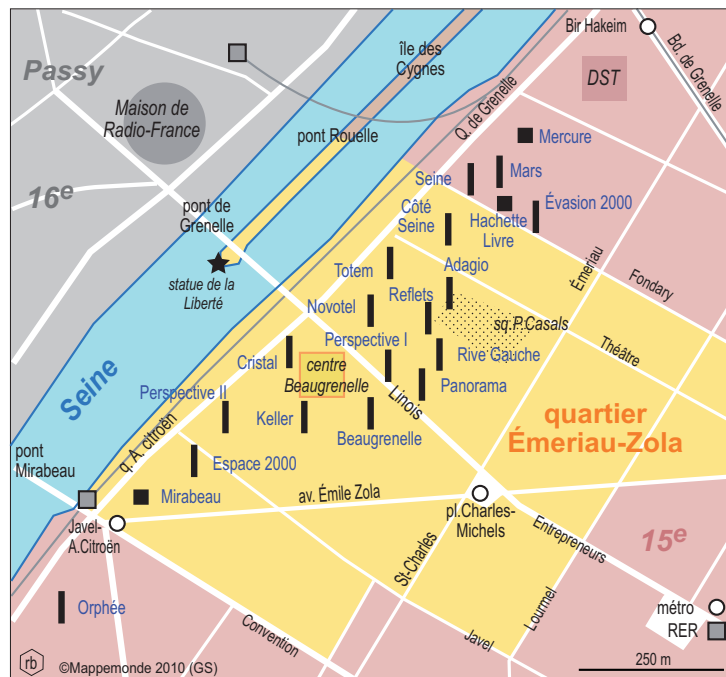 Bir Hakeim
île des
Cygnes
Passy
DST
Bd. de Grenelle
Maison de
Radio-France
pont Rouelle
Q. de Grenelle
Mercure
Seine
Mars
16e
pont de
Grenelle
Côté
Seine
Évasion 2000
Hachette
Livre
statue de la
Liberté
Totem
Adagio
Émeriau
Fondary
Novotel
Reflets
sq.P.Casals
Théâtre
Cristal
Perspective I
Rive Gauche
centre
Beaugrenelle
Seine
Perspective II
Linois
Panorama
Keller
Beaugrenelle
quartier
Émeriau-Zola
pont
Mirabeau
q. A. citroën
Espace 2000
Mirabeau
av. Émile Zola
pl.Charles-
Michels
Javel-
A.Citroën
Entrepreneurs
15e
St-Charles
Orphée
Convention
Javel
Lourmel
métro
RER
rb
©Mappemonde 2010 (GS)
250 m